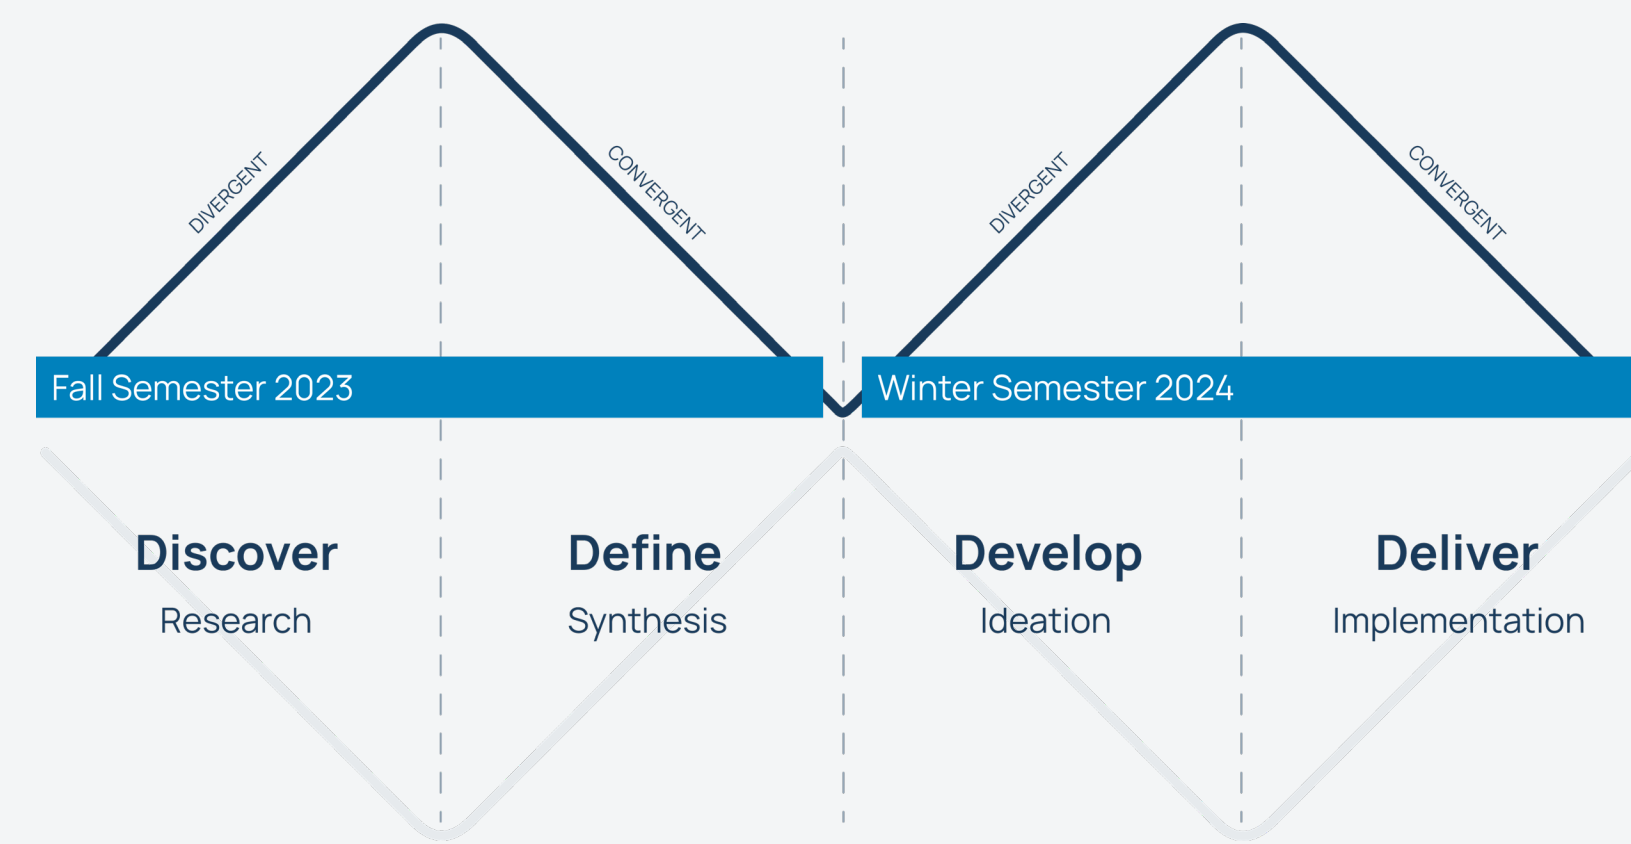 DIVERGENT
CONVERGENT
DIVERGENT
CONVERGENT
Fall Semester 2023
Winter Semester 2024
Discover
Define
Develop
Deliver
Research
Synthesis
Ideation
Implementation